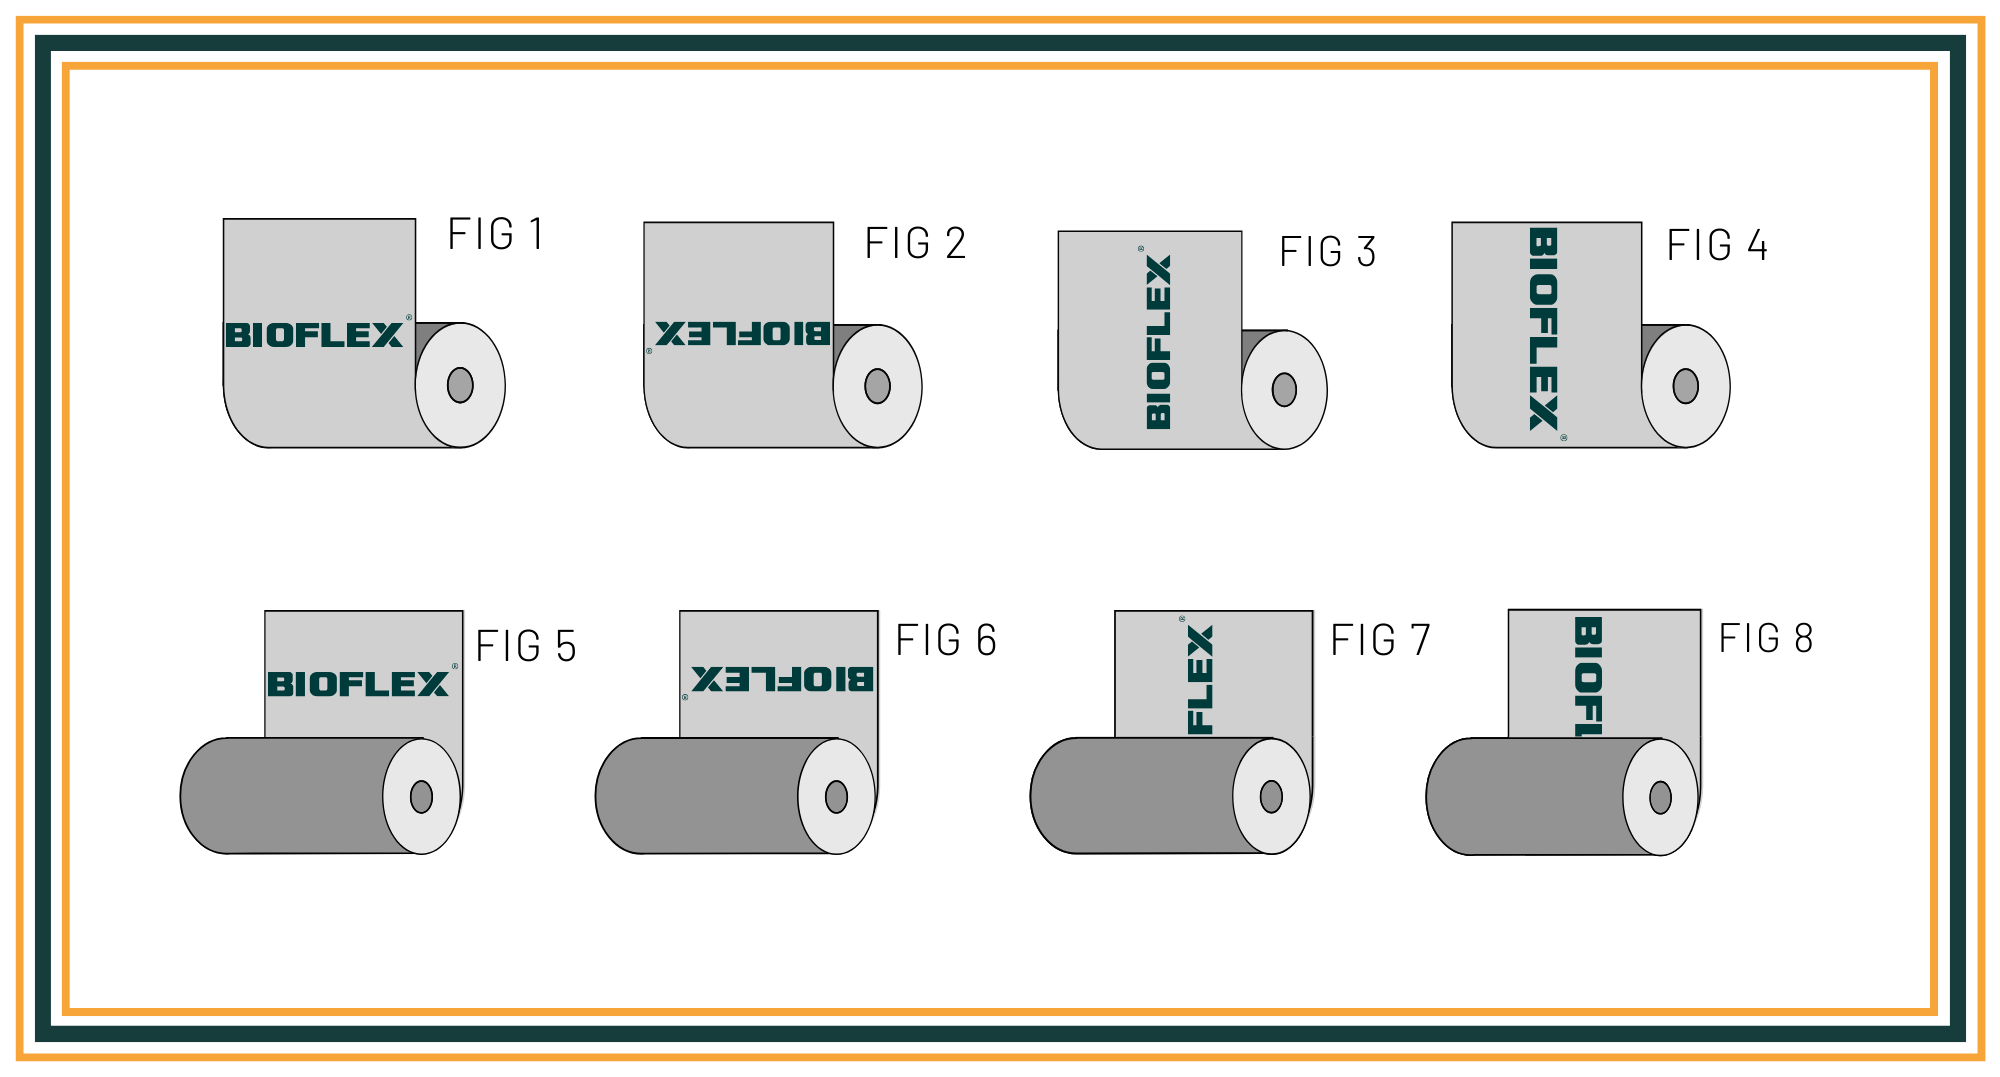 FIG 1
BIOFLEX®
FIG 2
BIOFLEX®
FIG 3
BIOFLEX®
FIG 4
BIOFLEX®
FIG 5
BIOFLEX®
FIG 6
BIOFLEX®
FIG 7
FLEX®
FIG 8
BIOFL